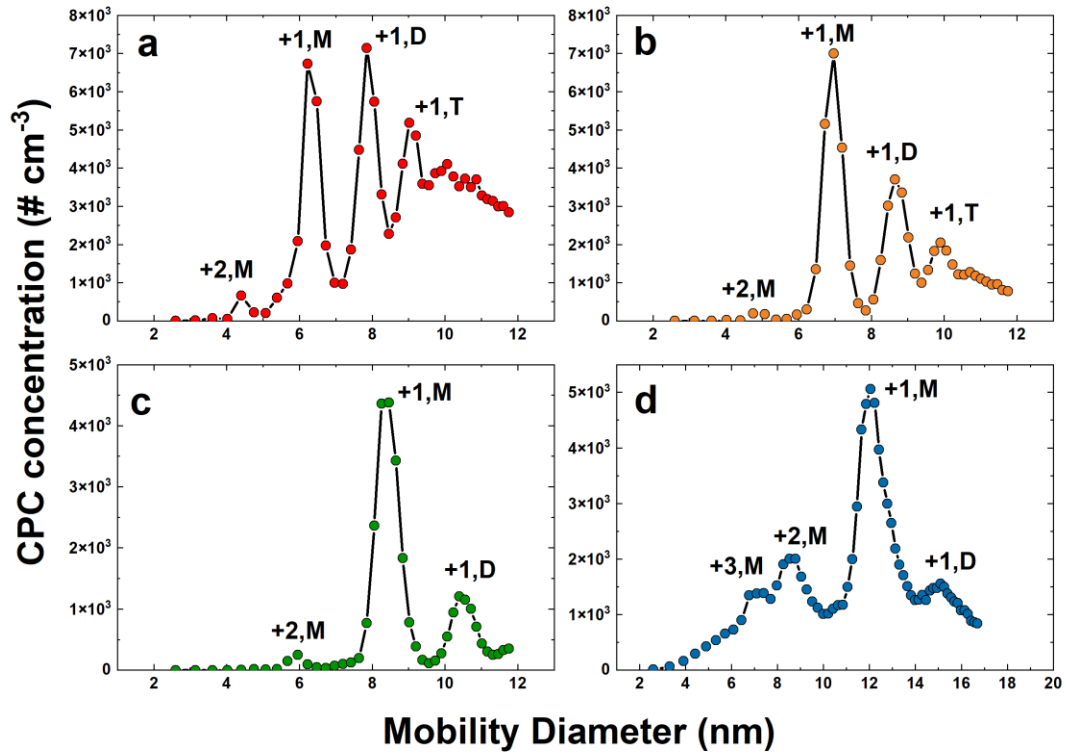 a
+1,M
+1,D
+1,T
+2,M
8×10³
7×10³
6×10³
5×10³
4×10³
3×10³
2×10³
1×10³
0
2 4 6 8 10 12
b
+1,M
+1,D
+1,T
+2,M
8×10³
7×10³
6×10³
5×10³
4×10³
3×10³
2×10³
1×10³
0
2 4 6 8 10 12
c
+1,M
+1,D
+2,M
5×10³
4×10³
3×10³
2×10³
1×10³
0
2 4 6 8 10 12
d
+1,M
+2,M
+3,M
+1,D
5×10³
4×10³
3×10³
2×10³
1×10³
0
2 4 6 8 10 12 14 16 18 20
CPC concentration (# cm⁻³)
Mobility Diameter (nm)